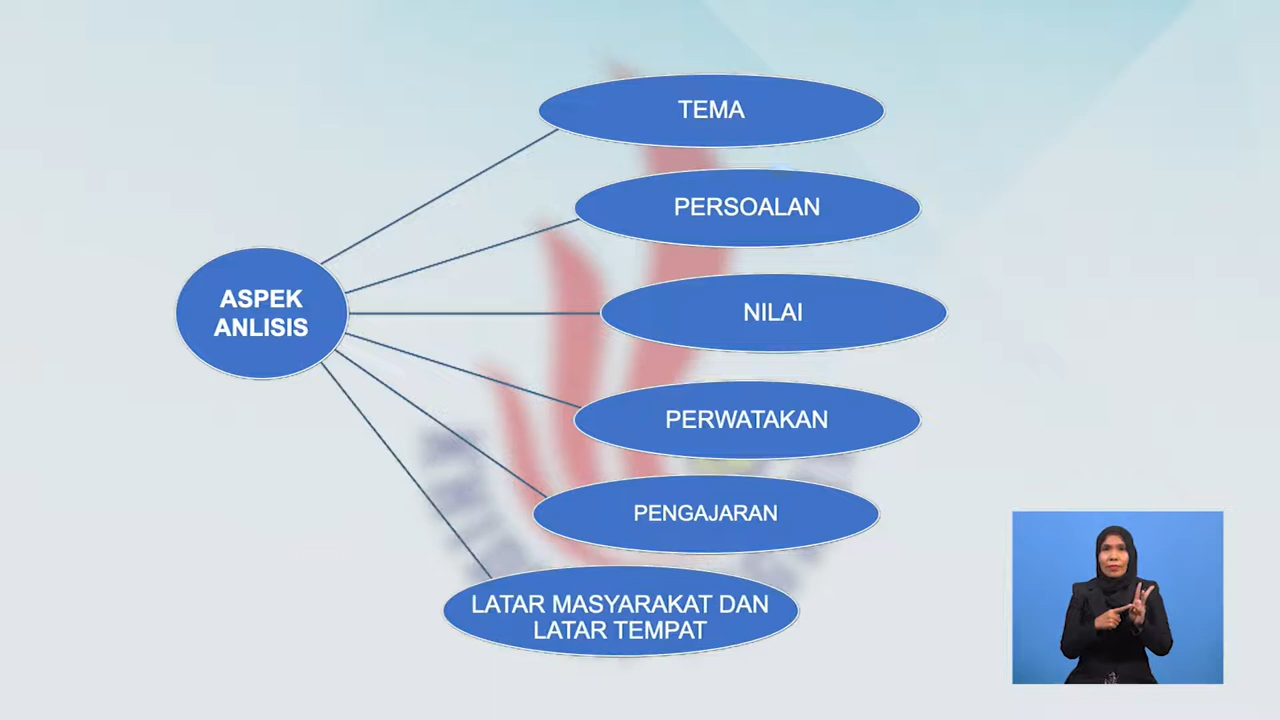 TEMA
PERSOALAN
ASPEK
ANLISIS
NILAI
PERWATAKAN
PENGAJARAN
LATAR MASYARAKAT DAN
LATAR TEMPAT